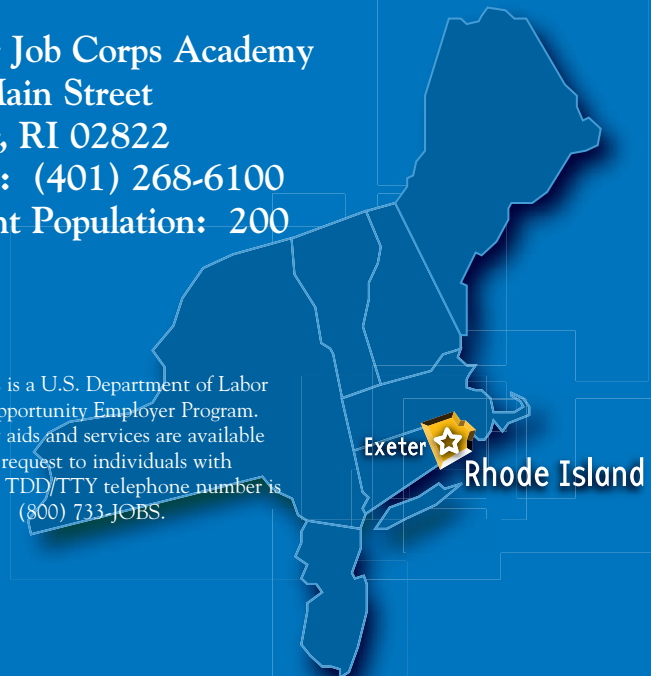 Job Corps Academy
Main Street
, RI 02822
: (401) 268-6100
nt Population: 200
is a U.S. Department of Labor
pportunity Employer Program.
aids and services are available
request to individuals with
TDD/TTY telephone number is
(800) 733-JOBS.
Exeter
Rhode Island